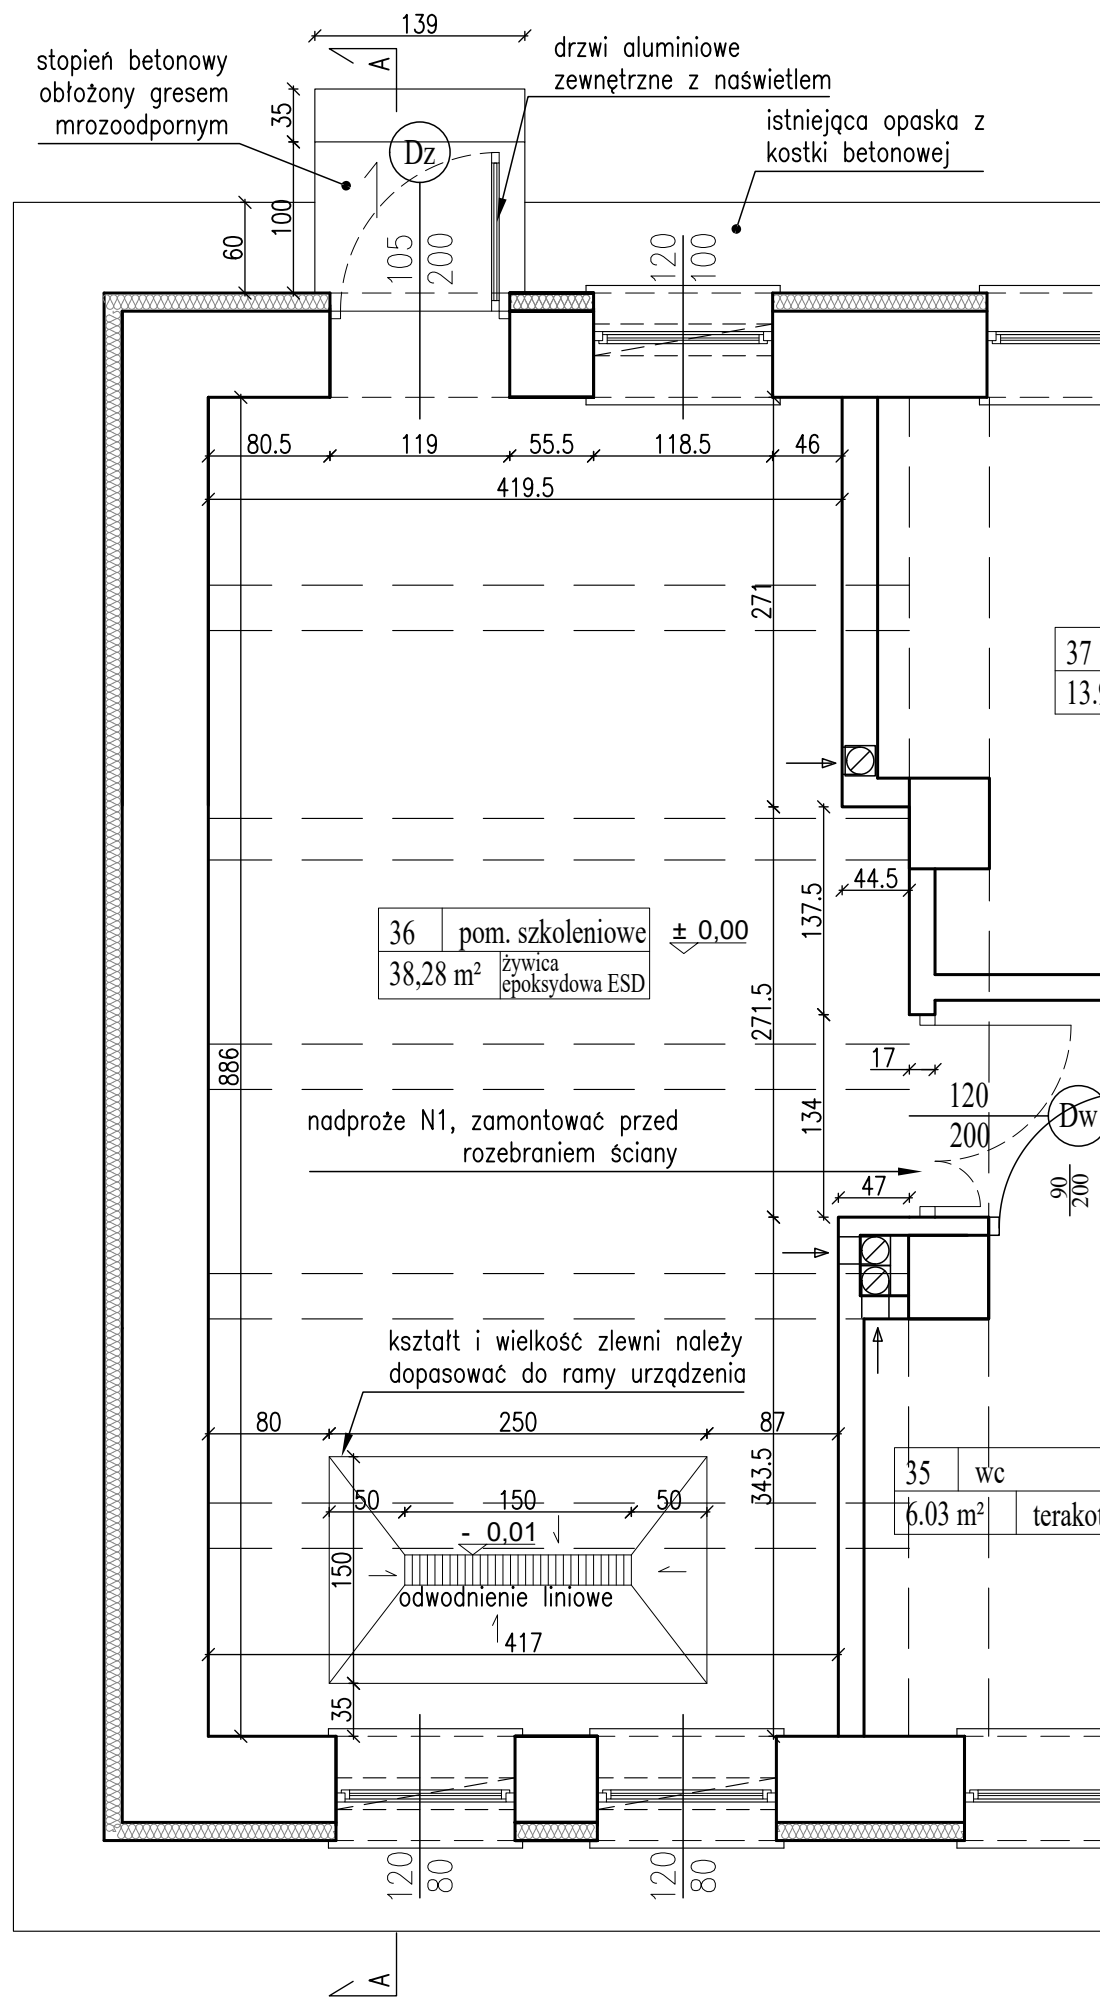 139
A
stopień betonowy
obłożony gresem
mrozoodpornym
drzwi aluminiowe
zewnętrzne z naświetlem
istniejąca opaska z
kostki betonowej
35
100
60
Dz
105
200
120
100
80.5
119
55.5
118.5
46
419.5
271
37
13.
44.5
137.5
36
pom. szkoleniowe
± 0,00
38,28 m²
żywica
epoksydowa ESD
271.5
886
17
134
120
200
Dw
90
200
nadproże N1, zamontować przed
rozebraniem ściany
47
kształt i wielkość zlewni należy
dopasować do ramy urządzenia
80
250
87
343.5
35
wc
6.03 m²
terakot
50
150
50
- 0,01
150
odwodnienie liniowe
417
35
120
80
120
80
A